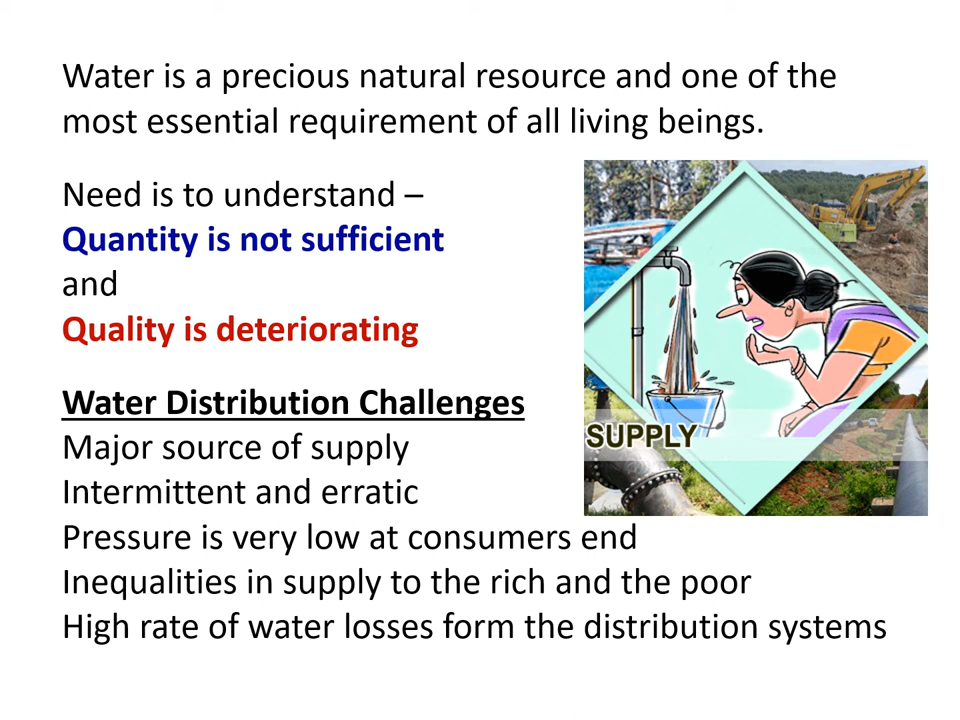 Water is a precious natural resource and one of the
most essential requirement of all living beings.
Need is to understand –
Quantity is not sufficient
and
Quality is deteriorating
Water Distribution Challenges
Major source of supply
Intermittent and erratic
Pressure is very low at consumers end
Inequalities in supply to the rich and the poor
High rate of water losses form the distribution systems
SUPPLY